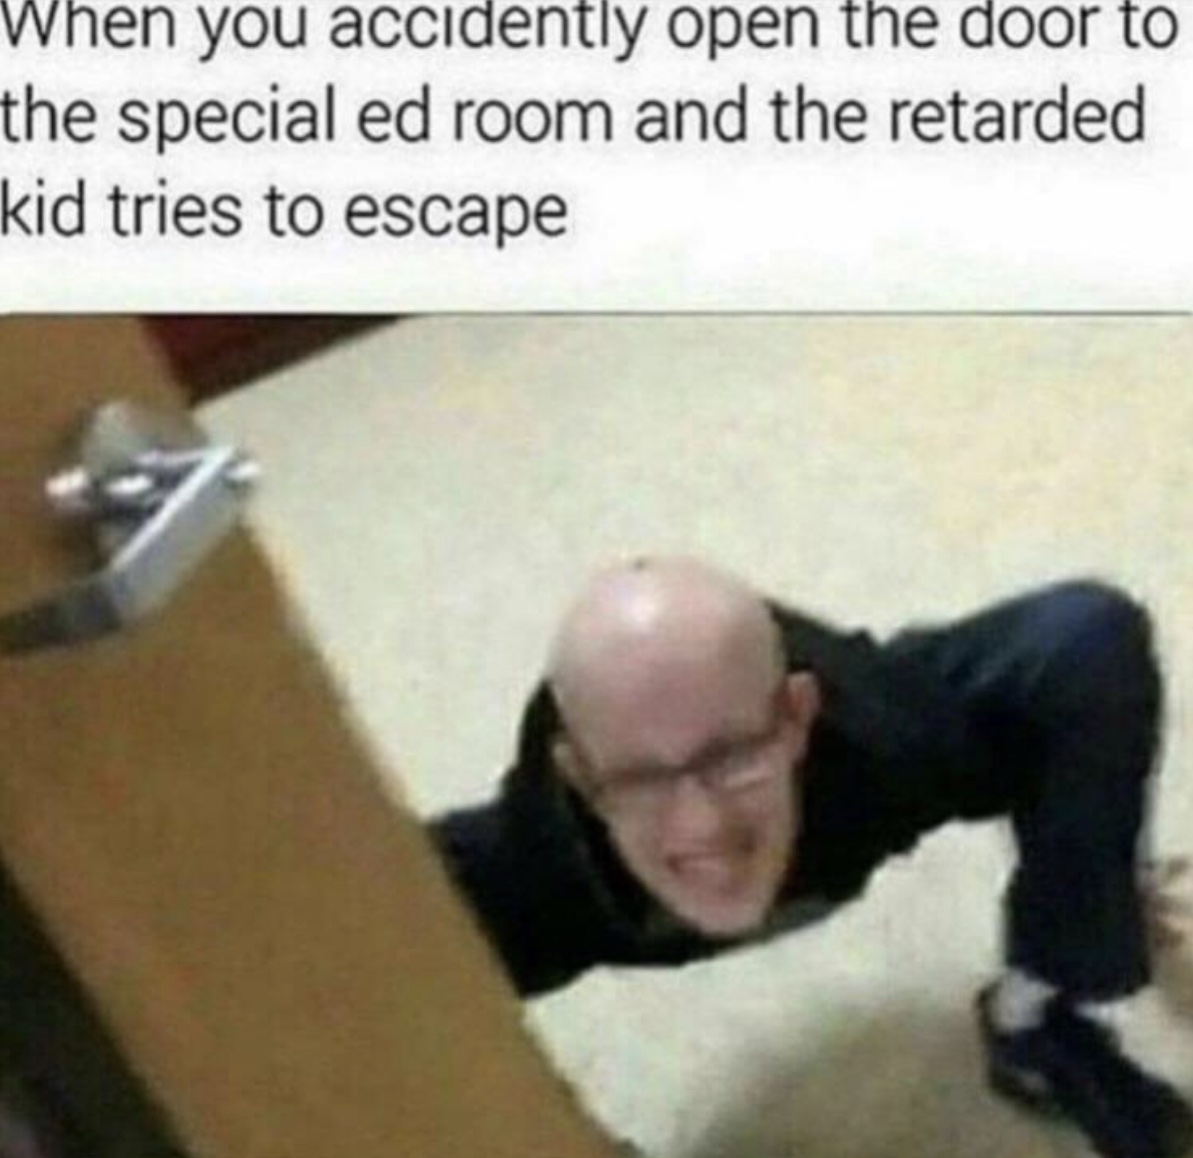 When you accidently open the door to
the special ed room and the retarded
kid tries to escape